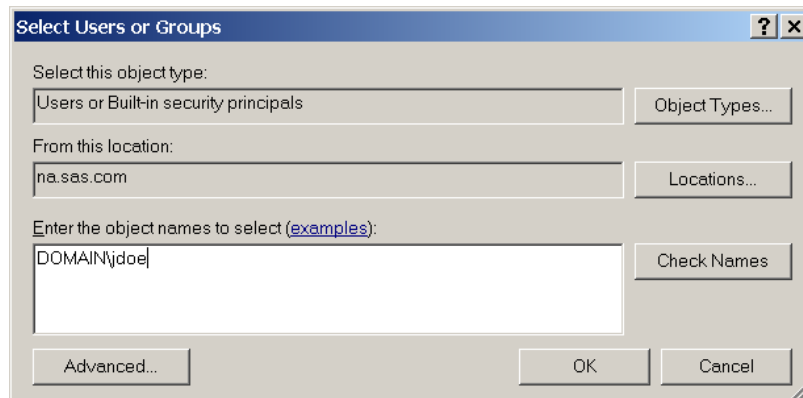 Select Users or Groups
Select this object type:
Users or Built-in security principals
Object Types...
From this location:
na.sas.com
Locations...
Enter the object names to select (examples):
DOMAIN\jdoe
Check Names
Advanced...
OK
Cancel